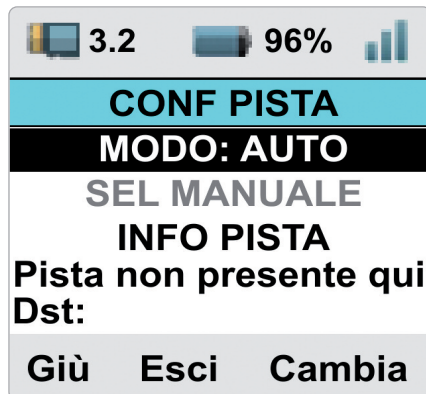 3.2 96%
CONF PISTA
MODO: AUTO
SEL MANUALE
INFO PISTA
Pista non presente qui
Dst:
Giù Esci Cambia